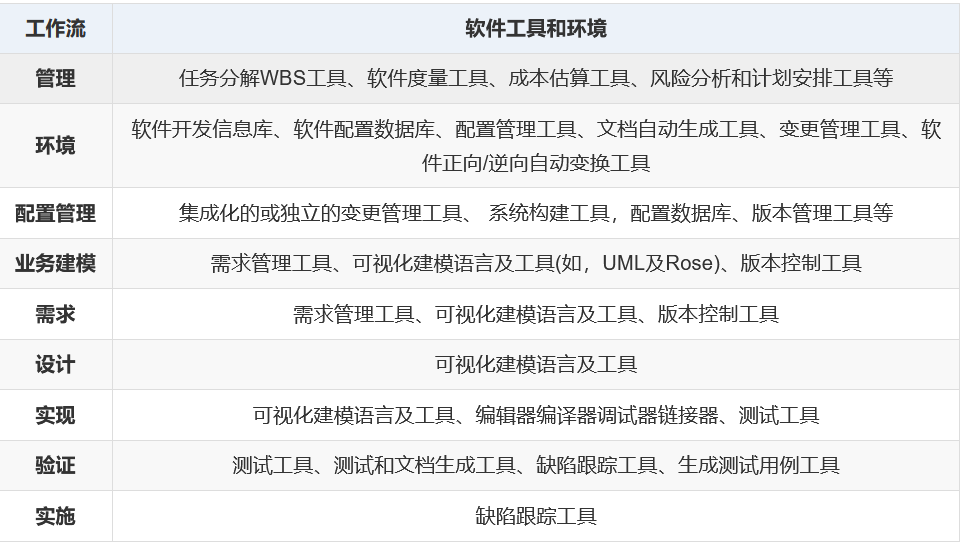 工作流 软件工具和环境
管理 任务分解WBS工具、软件度量工具、成本估算工具、风险分析和计划安排工具等
环境 软件开发信息库、软件配置数据库、配置管理工具、文档自动生成工具、变更管理工具、软
件正向/逆向自动变换工具
配置管理 集成化的或独立的变更管理工具、 系统构建工具，配置数据库、版本管理工具等
业务建模 需求管理工具、可视化建模语言及工具(如，UML及Rose)、版本控制工具
需求 需求管理工具、可视化建模语言及工具、版本控制工具
设计 可视化建模语言及工具
实现 可视化建模语言及工具、编辑器编译器调试器链接器、测试工具
验证 测试工具、测试和文档生成工具、缺陷跟踪工具、生成测试用例工具
实施 缺陷跟踪工具